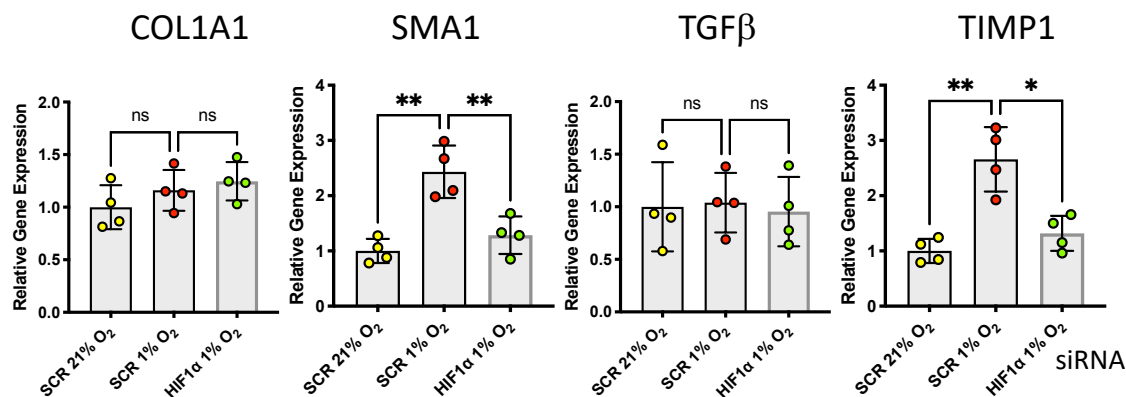 COL1A1
SMA1
TGFβ
TIMP1
Relative Gene Expression
2.0
1.5
1.0
0.5
0.0
ns
ns
SCR 21% O2
SCR 1% O2
HIF1α 1% O2
Relative Gene Expression
4
3
2
1
0
**
**
SCR 21% O2
SCR 1% O2
HIF1α 1% O2
Relative Gene Expression
2.0
1.5
1.0
0.5
0.0
ns
ns
SCR 21% O2
SCR 1% O2
HIF1α 1% O2
Relative Gene Expression
4
3
2
1
0
**
*
SCR 21% O2
SCR 1% O2
HIF1α 1% O2
siRNA